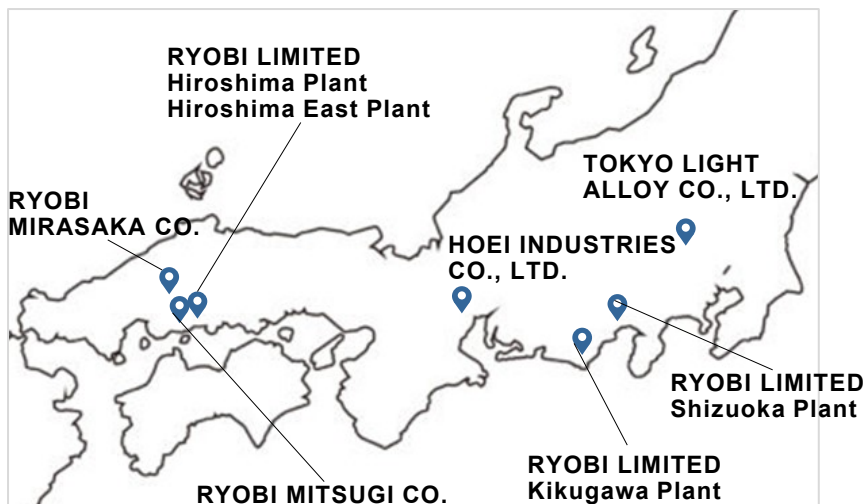 RYOBI LIMITED
Hiroshima Plant
Hiroshima East Plant
TOKYO LIGHT
ALLOY CO., LTD.
RYOBI
MIRASAKA CO.
HOEI INDUSTRIES
CO., LTD.
RYOBI LIMITED
Shizuoka Plant
RYOBI LIMITED
Kikugawa Plant
RYOBI MITSUGI CO.